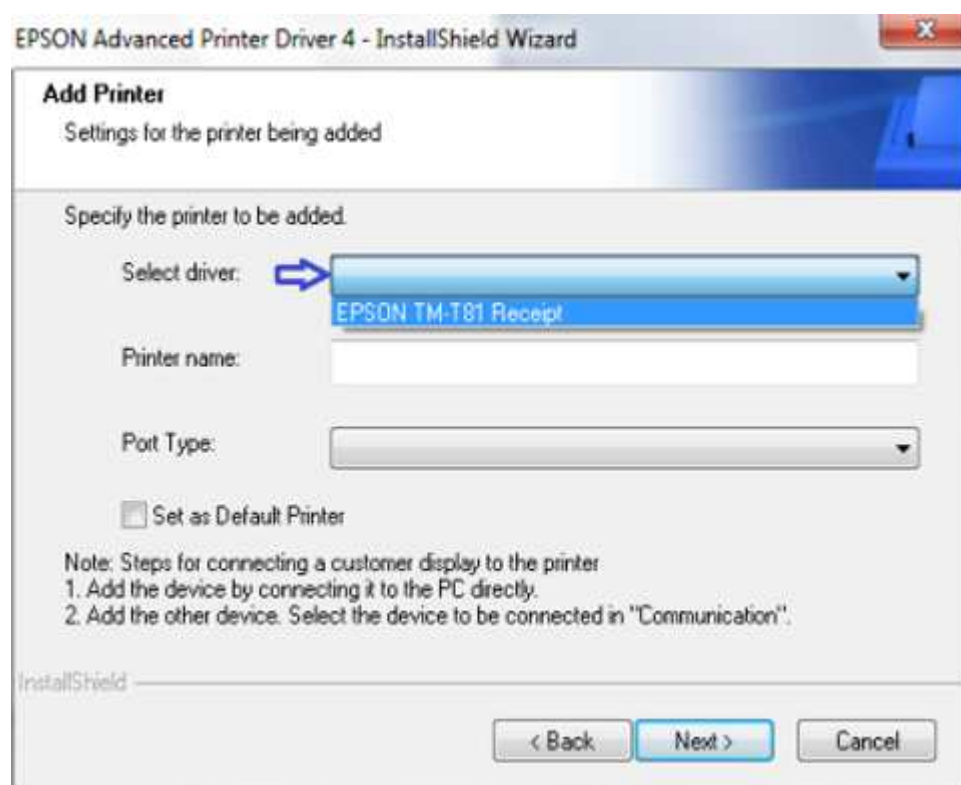 EPSON Advanced Printer Driver 4 - InstallShield Wizard
Add Printer
Settings for the printer being added
Specify the printer to be added.
Select driver:
EPSON TM-T81 Receipt
Printer name:
Port Type:
Set as Default Printer
Note: Steps for connecting a customer display to the printer
1. Add the device by connecting it to the PC directly.
2. Add the other device. Select the device to be connected in "Communication".
InstallShield
< Back
Next >
Cancel